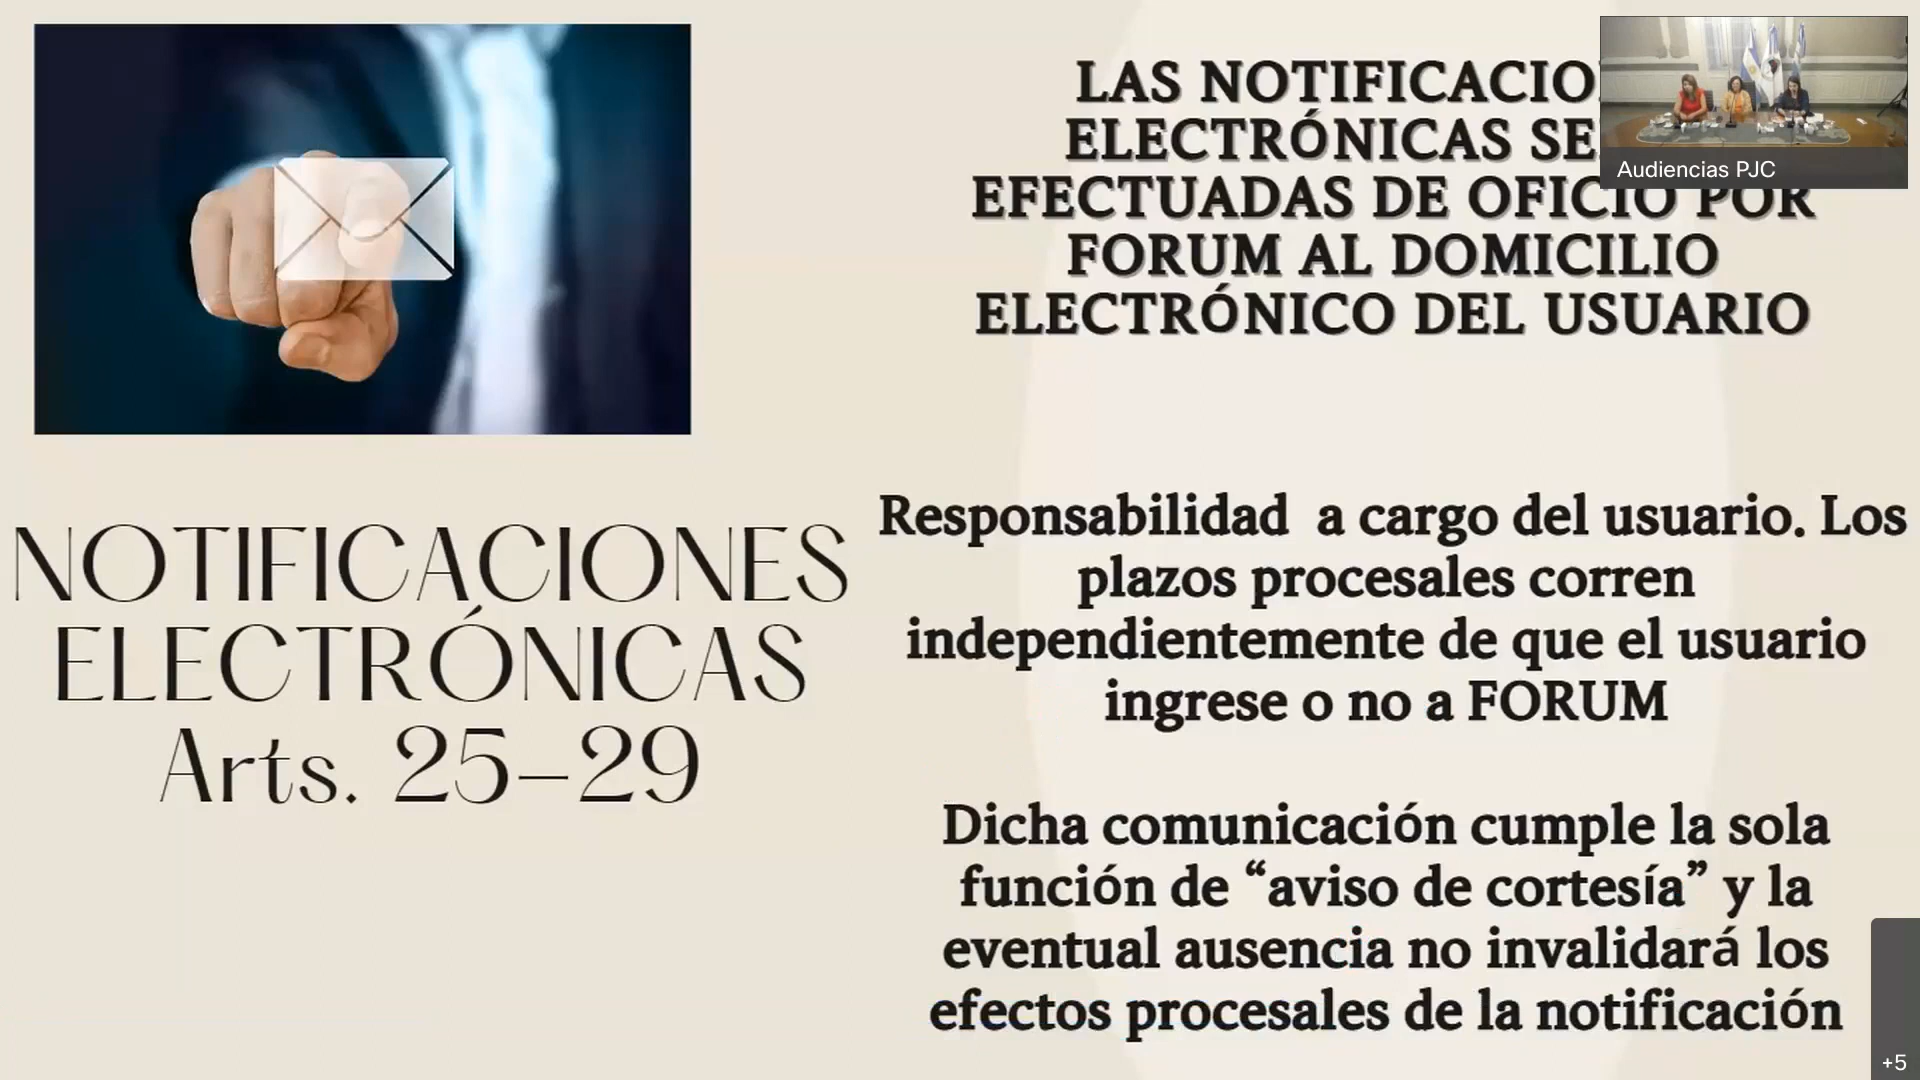 LAS NOTIFICACIO
ELECTRÓNICAS SE
EFECTUADAS DE OFICIO POR
FORUM AL DOMICILIO
ELECTRÓNICO DEL USUARIO
Audiencias PJC
NOTIFICACIONES
ELECTRÓNICAS
Arts. 25-29
Responsabilidad a cargo del usuario. Los
plazos procesales corren
independientemente de que el usuario
ingrese o no a FORUM
Dicha comunicación cumple la sola
función de “aviso de cortesía” y la
eventual ausencia no invalidará los
efectos procesales de la notificación
+5